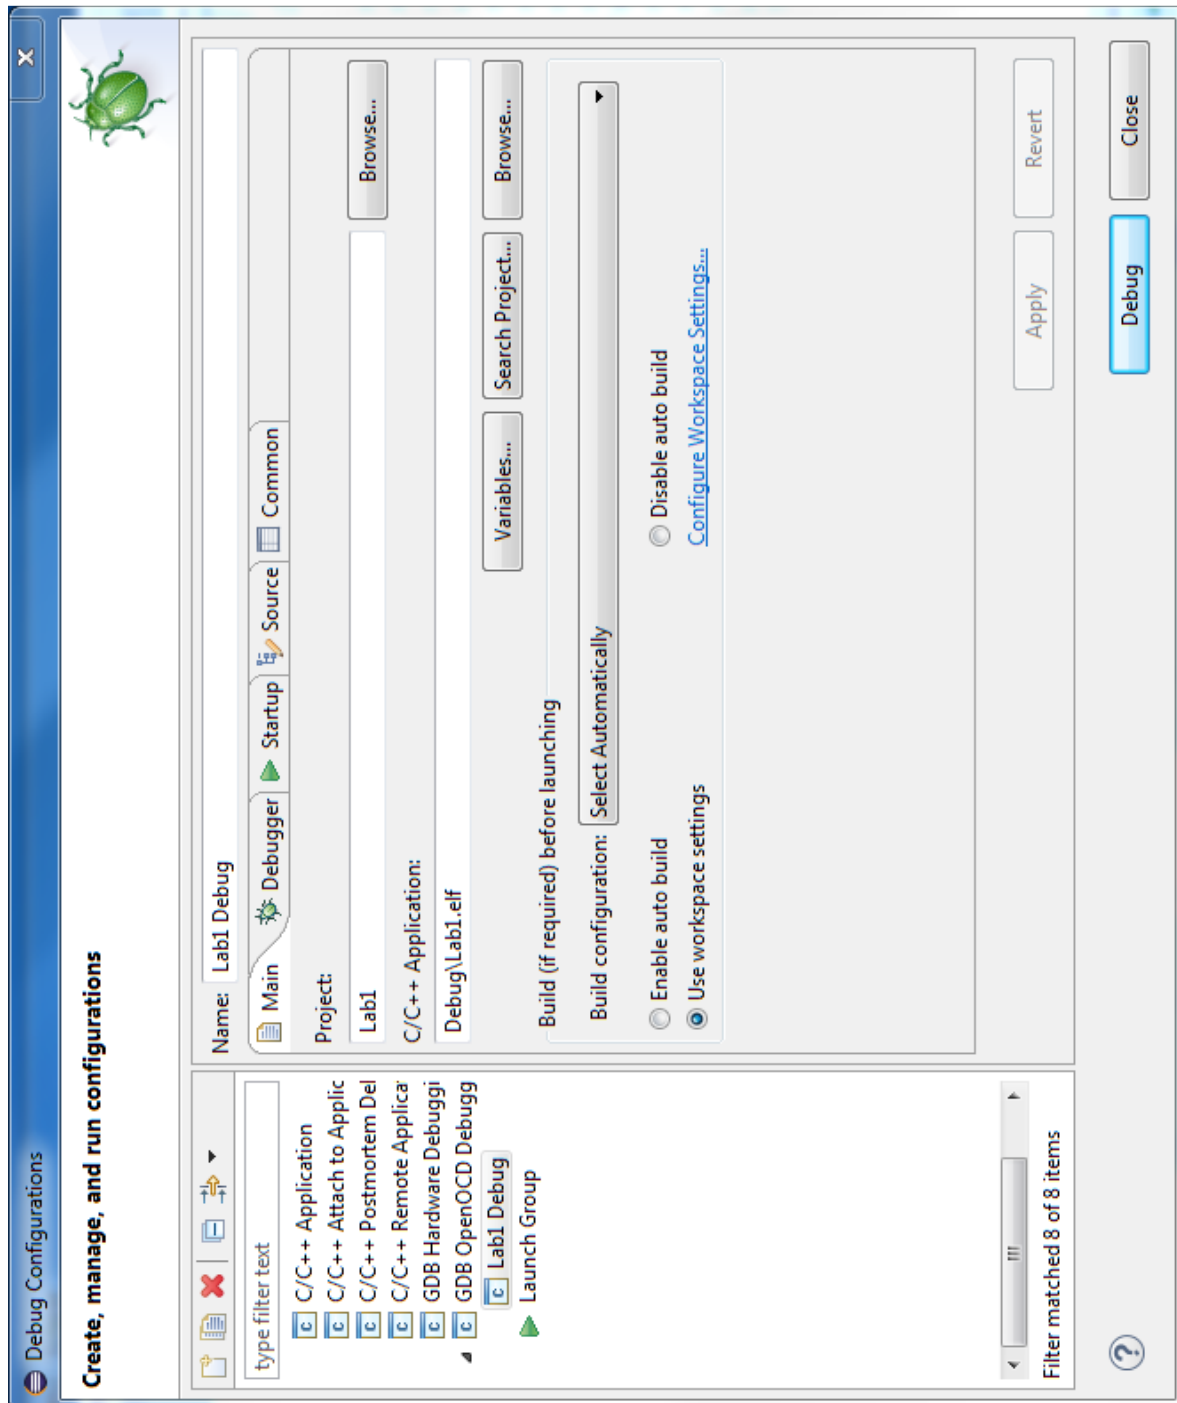 Debug Configurations
X
Create, manage, and run configurations
type filter text
C/C++ Application
C/C++ Attach to Applic
C/C++ Postmortem Del
C/C++ Remote Applica
GDB Hardware Debuggi
GDB OpenOCD Debugg
Lab1 Debug
Launch Group
Filter matched 8 of 8 items
Name: Lab1 Debug
Main Debugger Startup Source Common
Project:
Lab1 Browse...
C/C++ Application:
Debug\Lab1.elf
Variables... Search Project... Browse...
Build (if required) before launching
Build configuration: Select Automatically
Enable auto build Disable auto build
Use workspace settings Configure Workspace Settings...
Apply Revert
? Debug Close